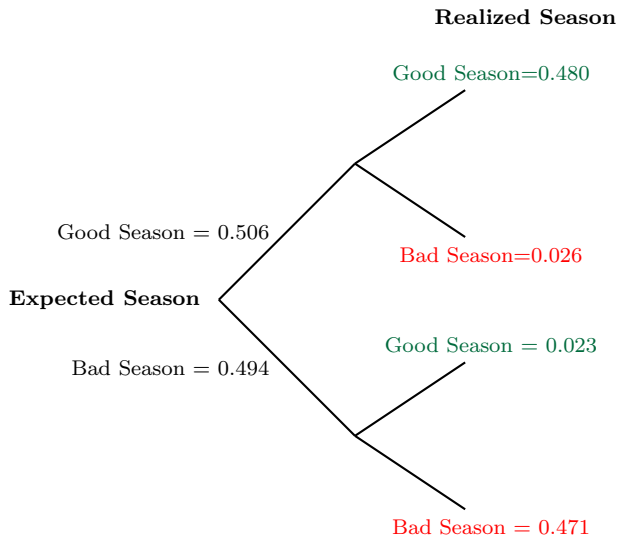 Realized Season
Good Season=0.480
Good Season = 0.506
Bad Season=0.026
Expected Season
Good Season = 0.023
Bad Season = 0.494
Bad Season = 0.471